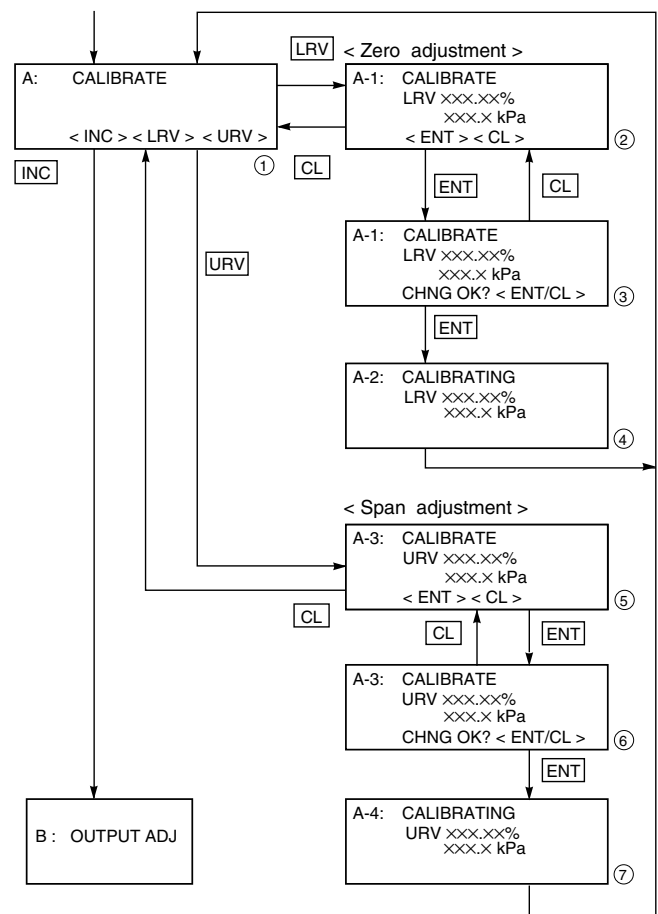 LRV < Zero adjustment >
A: CALIBRATE
< INC > < LRV > < URV >
①
INC
CL
A-1: CALIBRATE
LRV ×××.××%
×××.× kPa
< ENT > < CL >
②
ENT
CL
A-1: CALIBRATE
LRV ×××.××%
×××.× kPa
CHNG OK? < ENT/CL >
③
URV
ENT
A-2: CALIBRATING
LRV ×××.××%
×××.× kPa
④
< Span adjustment >
A-3: CALIBRATE
URV ×××.××%
×××.× kPa
< ENT > < CL >
⑤
CL
CL
ENT
A-3: CALIBRATE
URV ×××.××%
×××.× kPa
CHNG OK? < ENT/CL >
⑥
ENT
A-4: CALIBRATING
URV ×××.××%
×××.× kPa
⑦
B : OUTPUT ADJ